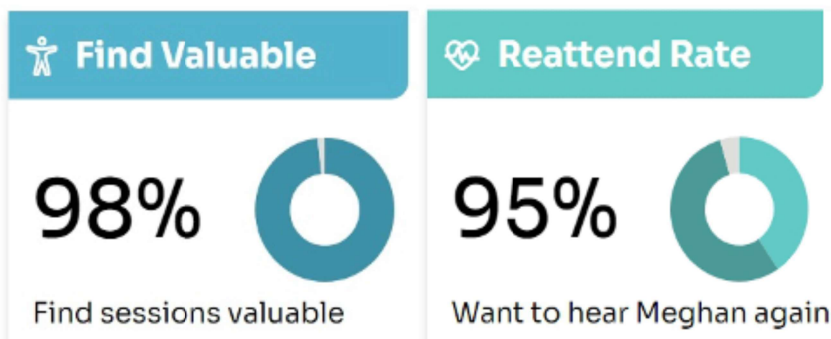 Find Valuable
98%
Find sessions valuable
Reattend Rate
95%
Want to hear Meghan again